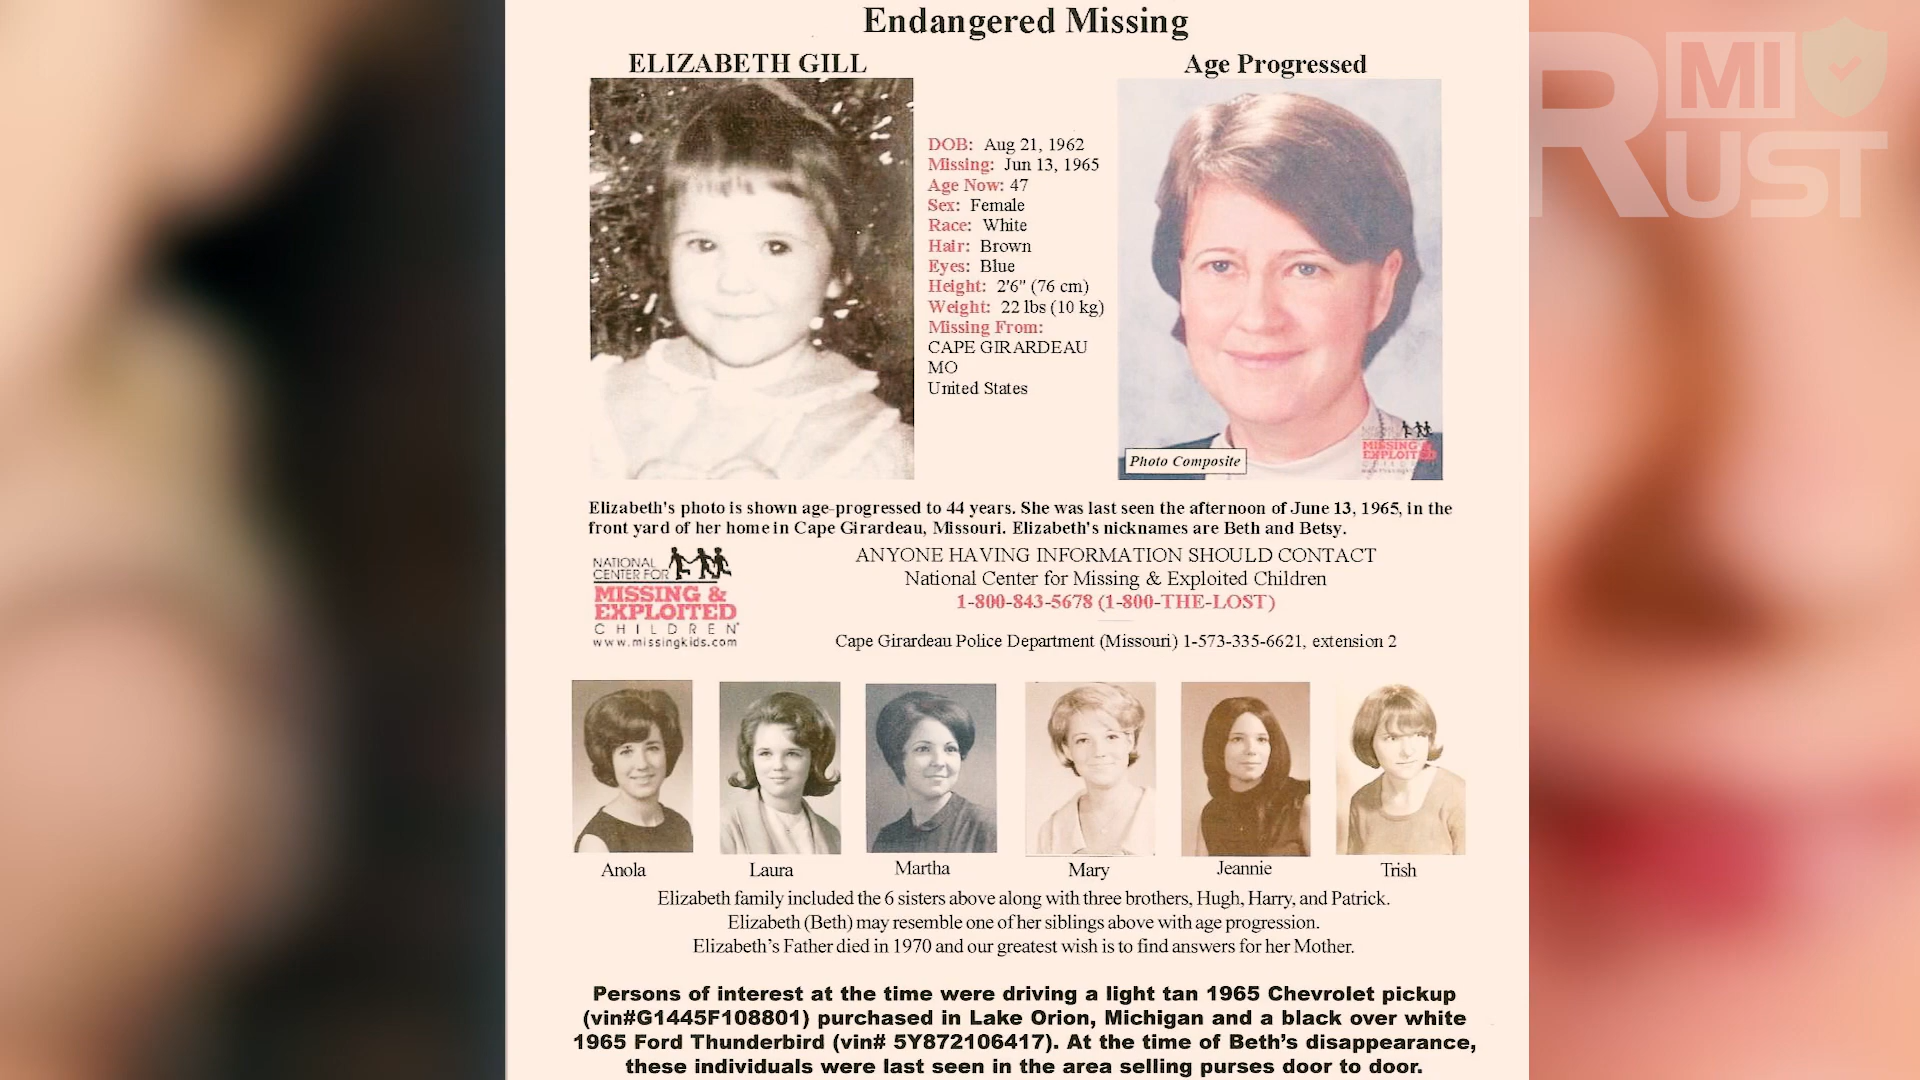 Endangered Missing
ELIZABETH GILL
Age Progressed
DOB: Aug 21, 1962
Missing: Jun 13, 1965
Age Now: 47
Sex: Female
Race: White
Hair: Brown
Eyes: Blue
Height: 2'6" (76 cm)
Weight: 22 lbs (10 kg)
Missing From:
CAPE GIRARDEAU
MO
United States
Photo Composite
MISSING &
EXPLOITED
Elizabeth's photo is shown age-progressed to 44 years. She was last seen the afternoon of June 13, 1965, in the
front yard of her home in Cape Girardeau, Missouri. Elizabeth's nicknames are Beth and Betsy.
NATIONAL
CENTER FOR
MISSING &
EXPLOITED
CHILDREN
www.missingkids.com
ANYONE HAVING INFORMATION SHOULD CONTACT
National Center for Missing & Exploited Children
1-800-843-5678 (1-800-THE-LOST)
Cape Girardeau Police Department (Missouri) 1-573-335-6621, extension 2
Anola
Laura
Martha
Mary
Jeannie
Trish
Elizabeth family included the 6 sisters above along with three brothers, Hugh, Harry, and Patrick.
Elizabeth (Beth) may resemble one of her siblings above with age progression.
Elizabeth's Father died in 1970 and our greatest wish is to find answers for her Mother.
Persons of interest at the time were driving a light tan 1965 Chevrolet pickup
(vin#G1445F108801) purchased in Lake Orion, Michigan and a black over white
1965 Ford Thunderbird (vin# 5Y872106417). At the time of Beth's disappearance,
these individuals were last seen in the area selling purses door to door.
RMI
UST